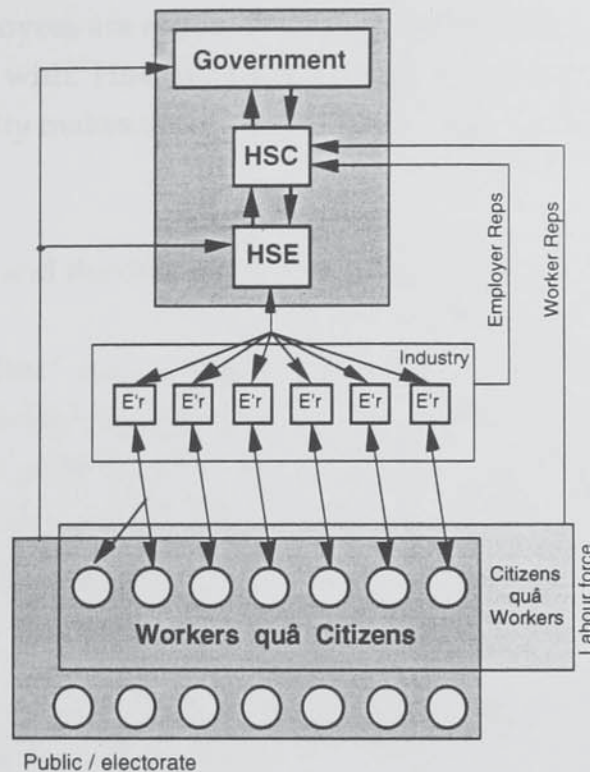 Government
HSC
HSE
Employer Reps
Worker Reps
Industry
E'r E'r E'r E'r E'r E'r
Citizens
quâ
Workers
Labour force
Workers quâ Citizens
Public / electorate